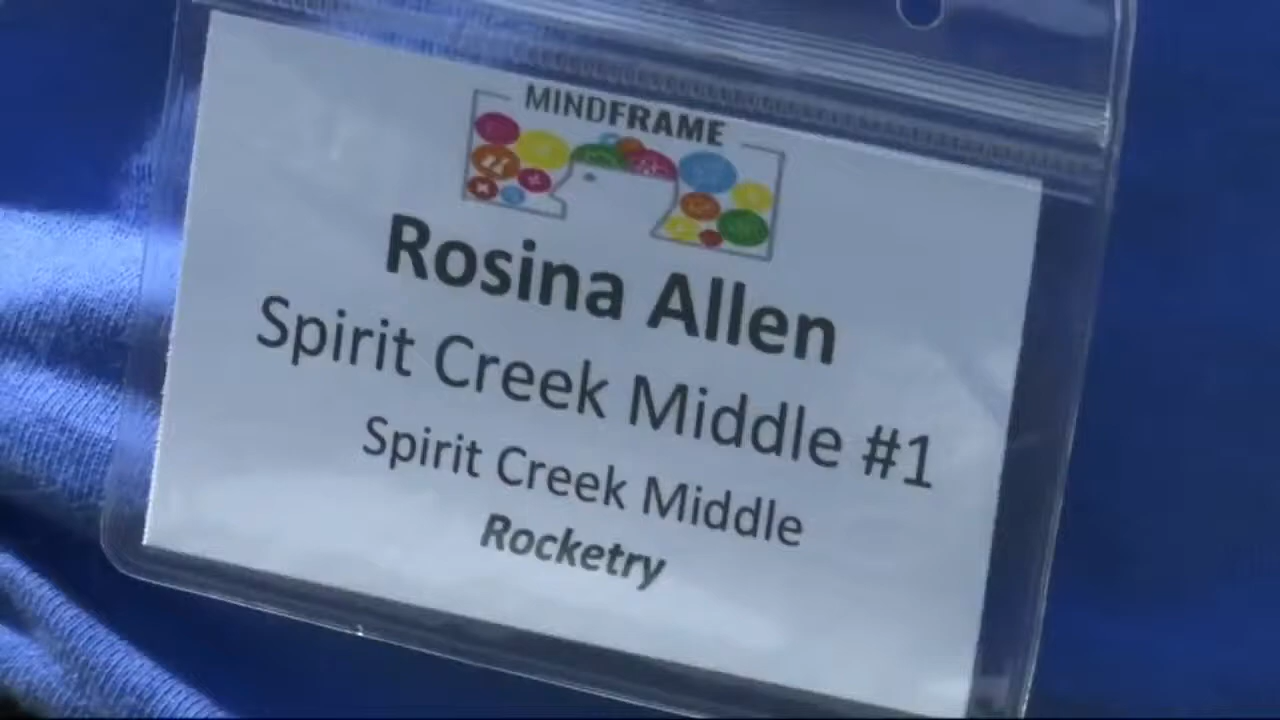 MINDFRAME
Rosina Allen
Spirit Creek Middle #1
Spirit Creek Middle
Rocketry